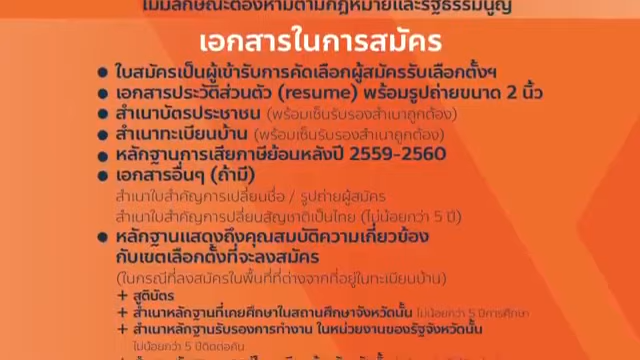 ไม่มีลักษณะต้องห้ามตามกฎหมายและรัฐธรรมนูญ
เอกสารในการสมัคร
● ใบสมัครเป็นผู้เข้ารับการคัดเลือกผู้สมัครรับเลือกตั้งฯ
● เอกสารประวัติส่วนตัว (resume) พร้อมรูปถ่ายขนาด 2 นิ้ว
● สำเนาบัตรประชาชน (พร้อมเซ็นรับรองสำเนาถูกต้อง)
● สำเนาทะเบียนบ้าน (พร้อมเซ็นรับรองสำเนาถูกต้อง)
● หลักฐานการเสียภาษีย้อนหลังปี 2559-2560
● เอกสารอื่นๆ (ถ้ามี)
สำเนาใบสำคัญการเปลี่ยนชื่อ / รูปถ่ายผู้สมัคร
สำเนาใบสำคัญการเปลี่ยนสัญชาติเป็นไทย (ไม่น้อยกว่า 5 ปี)
● หลักฐานแสดงถึงคุณสมบัติความเกี่ยวข้อง
กับเขตเลือกตั้งที่จะลงสมัคร
(ในกรณีที่ลงสมัครในพื้นที่ที่ต่างจากที่อยู่ในทะเบียนบ้าน)
+ สูติบัตร
+ สำเนาหลักฐานที่เคยศึกษาในสถานศึกษาจังหวัดนั้น ไม่น้อยกว่า 5 ปีการศึกษา
+ สำเนาหลักฐานรับรองการทำงาน ในหน่วยงานของรัฐจังหวัดนั้น
ไม่น้อยกว่า 5 ปีติดต่อกัน